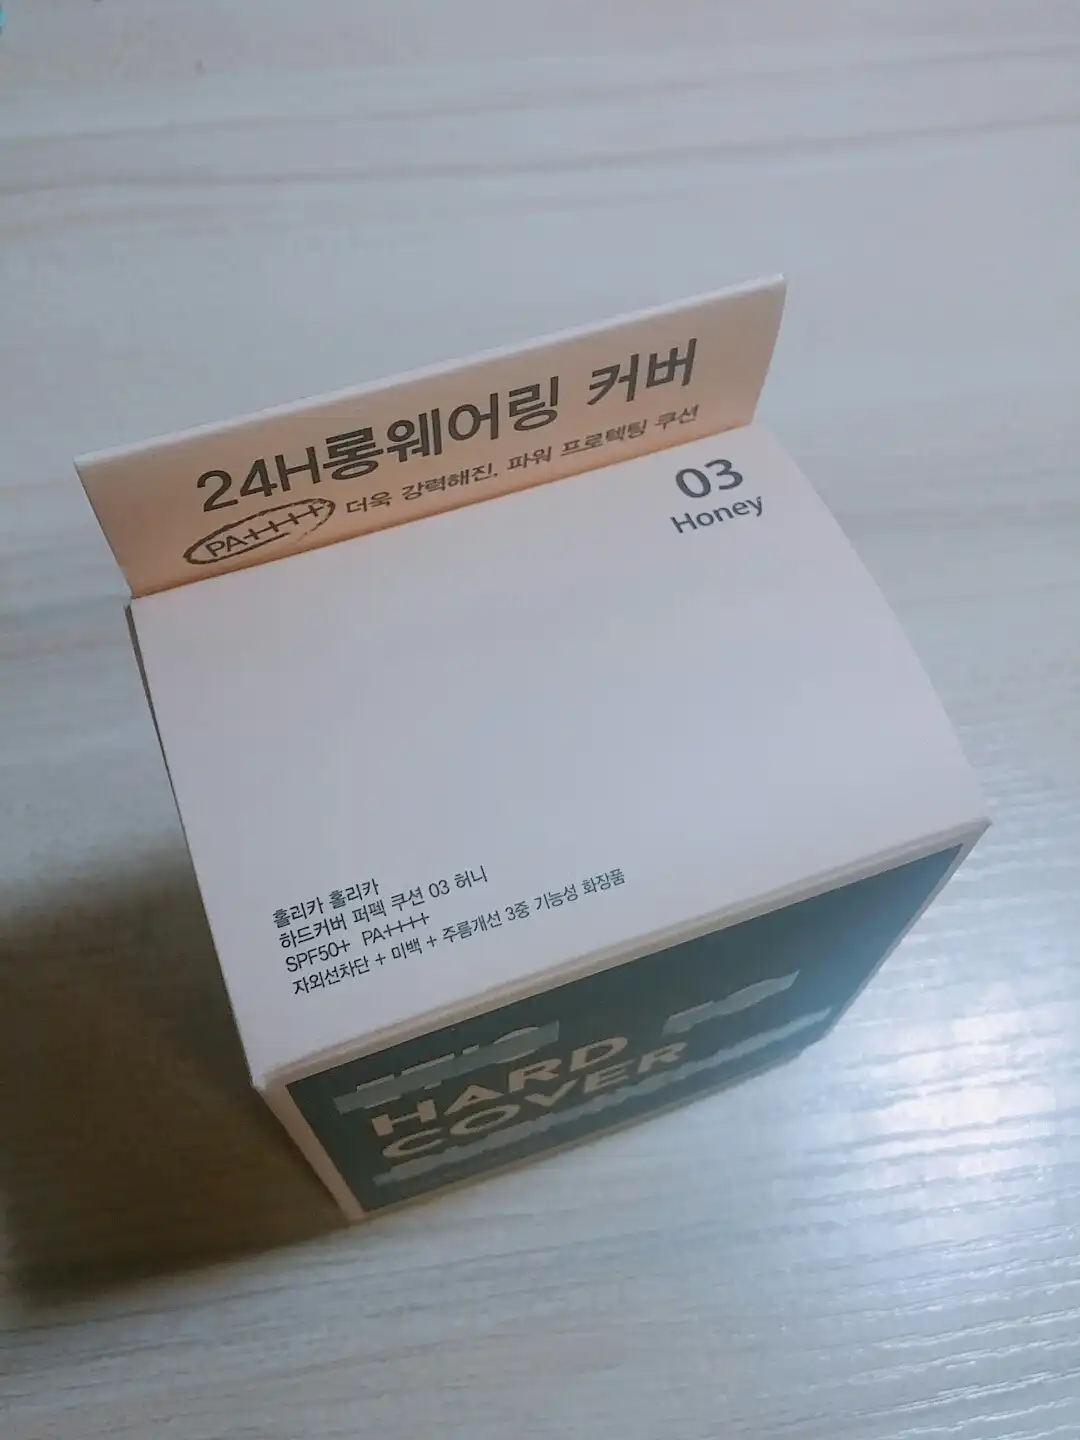 24H롱웨어링 커버
PA++++ 더욱 강력해진, 파워 프로텍팅 쿠션
03
Honey
홀리카 홀리카
하드커버 퍼펙 쿠션 03 허니
SPF50+ PA++++
자외선차단 + 미백 + 주름개선 3중 기능성 화장품
HARD
COVER